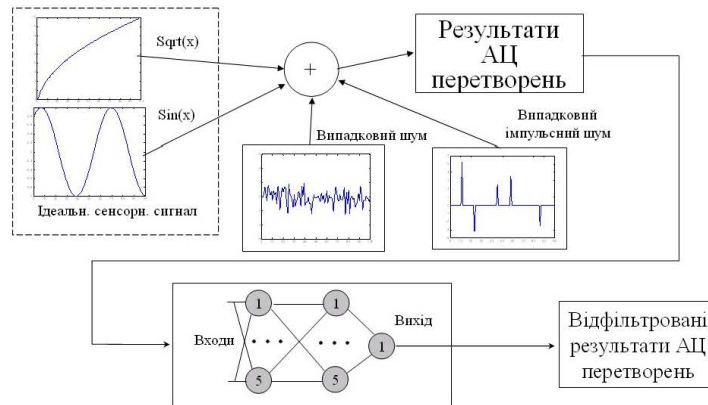 Sqrt(x)
Sin(x)
Ідеальн. сенсорн. сигнал
+
Результати
АЦ
перетворень
Випадковий шум
Випадковий
імпульсний шум
Входи
1
1
5
5
1
Вихід
Відфільтровані
результати АЦ
перетворень